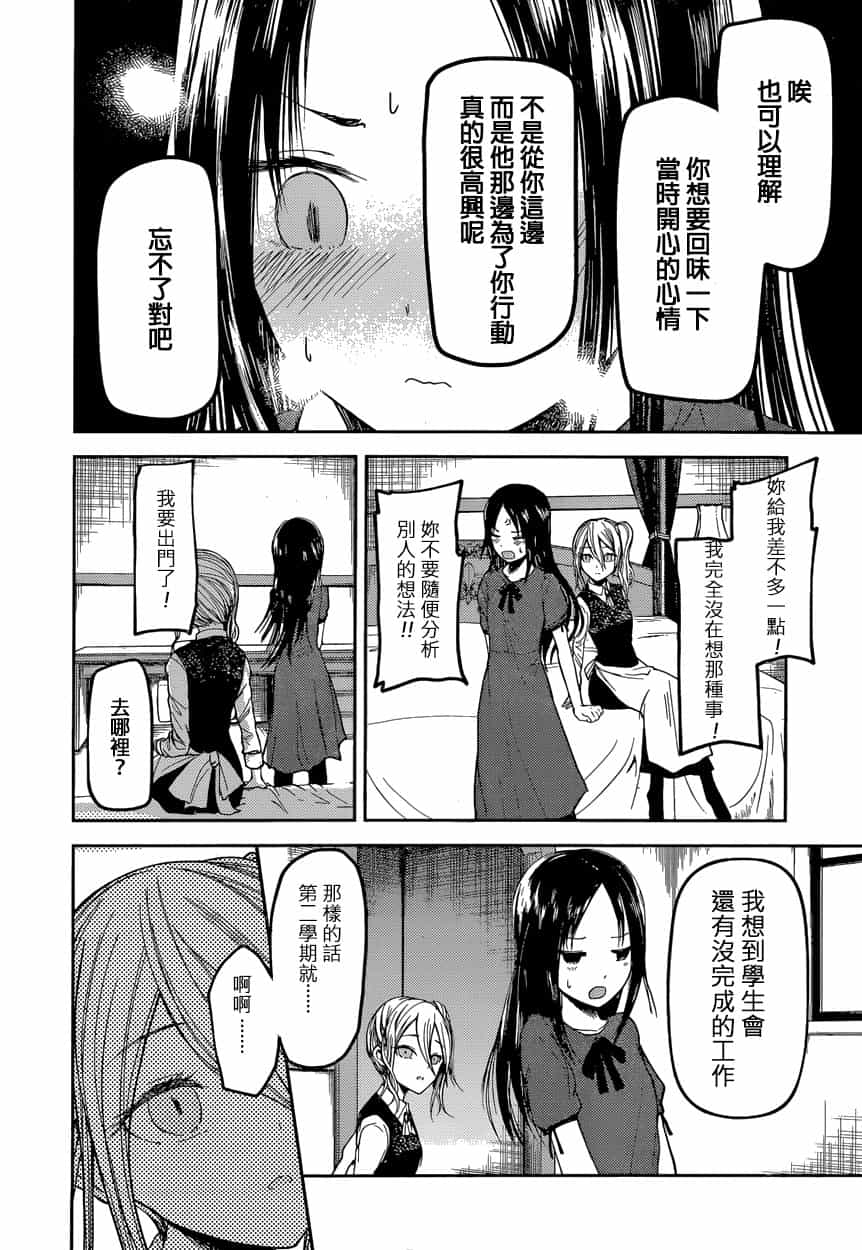 唉
也可以理解
你想要回味一下
當時開心的心情
不是從你這邊
而是他那邊為了你行動
真的很高興呢
忘不了對吧
妳給我差不多一點！
我完全沒在想那種事！
妳不要隨便分析
別人的想法!!
我要出門了！
去哪裡？
我想到學生會
還有沒完成的工作
那樣的話
第二學期就……
啊啊……